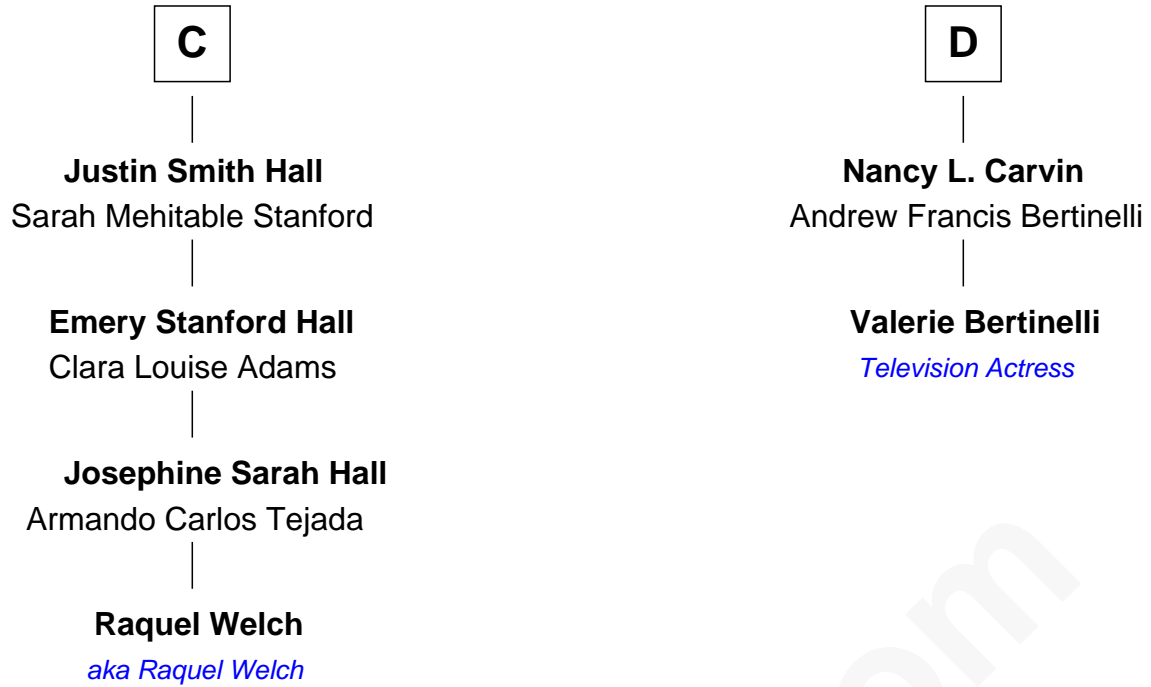 C
Justin Smith Hall
Sarah Mehitable Stanford
Emery Stanford Hall
Clara Louise Adams
Josephine Sarah Hall
Armando Carlos Tejada
Raquel Welch
aka Raquel Welch
D
Nancy L. Carvin
Andrew Francis Bertinelli
Valerie Bertinelli
Television Actress
om